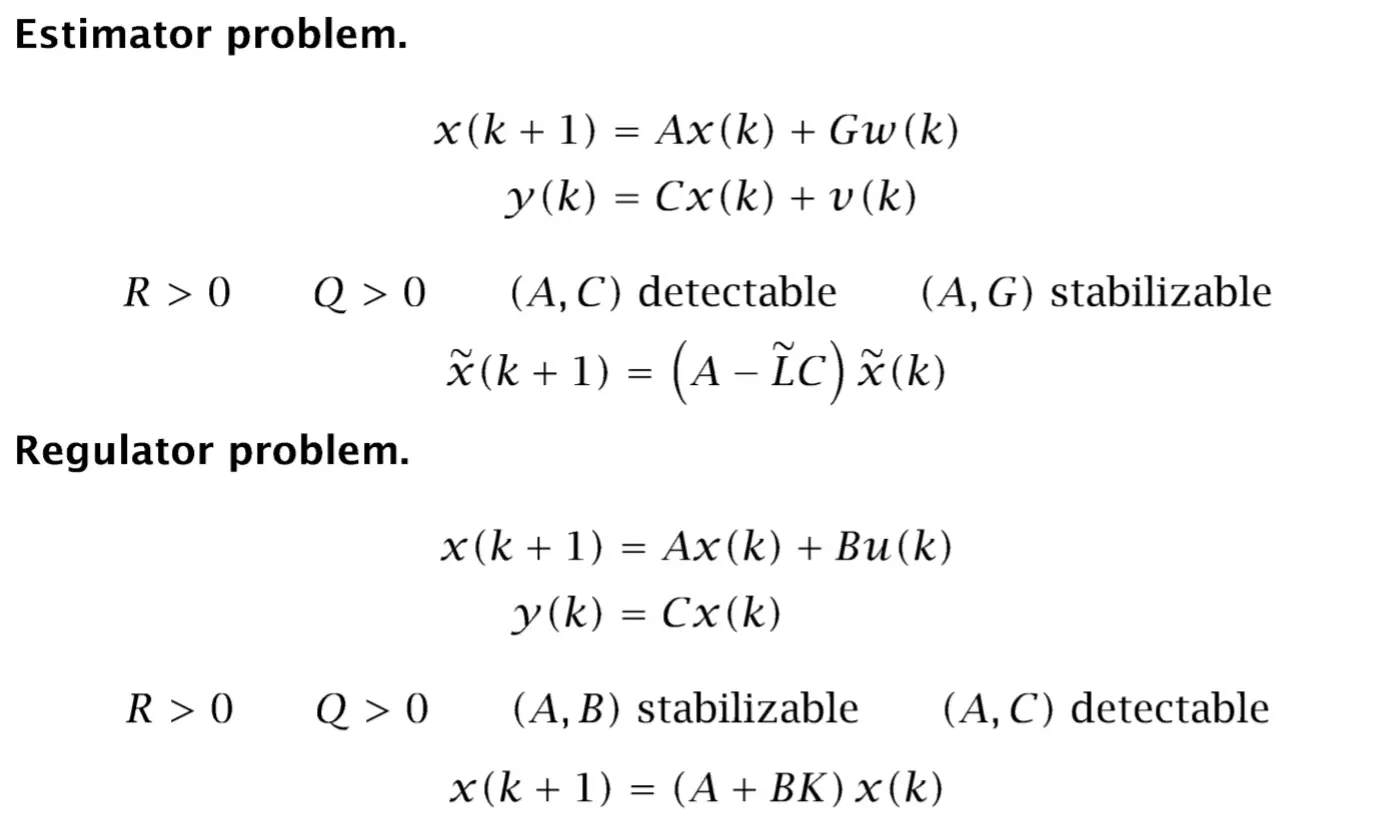 Estimator problem.
x(k + 1) = Ax(k) + Gw(k)
y(k) = Cx(k) + v(k)
R > 0 Q > 0 (A, C) detectable (A, G) stabilizable
x̃(k + 1) = (A − L̃C) x̃(k)
Regulator problem.
x(k + 1) = Ax(k) + Bu(k)
y(k) = Cx(k)
R > 0 Q > 0 (A, B) stabilizable (A, C) detectable
x(k + 1) = (A + BK) x(k)